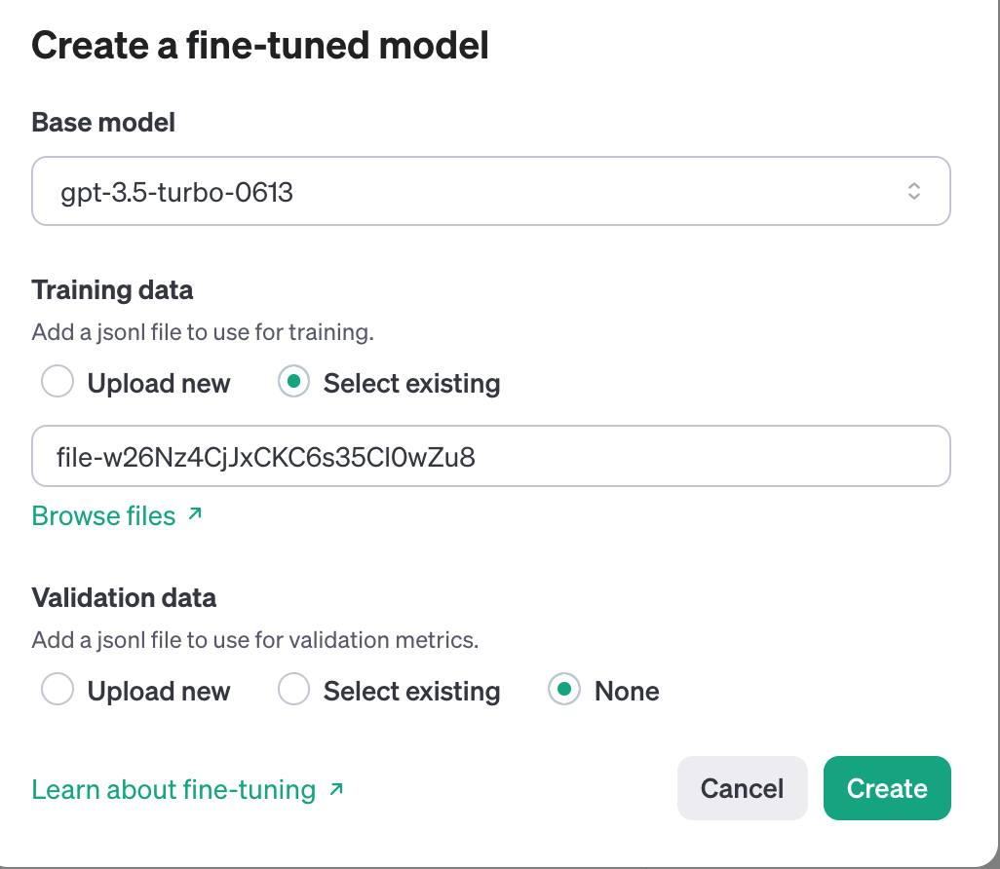 Create a fine-tuned model
Base model
gpt-3.5-turbo-0613
Training data
Add a jsonl file to use for training.
Upload new Select existing
file-w26Nz4CjJxCKC6s35Cl0wZu8
Browse files ↗
Validation data
Add a jsonl file to use for validation metrics.
Upload new Select existing None
Learn about fine-tuning ↗ Cancel Create